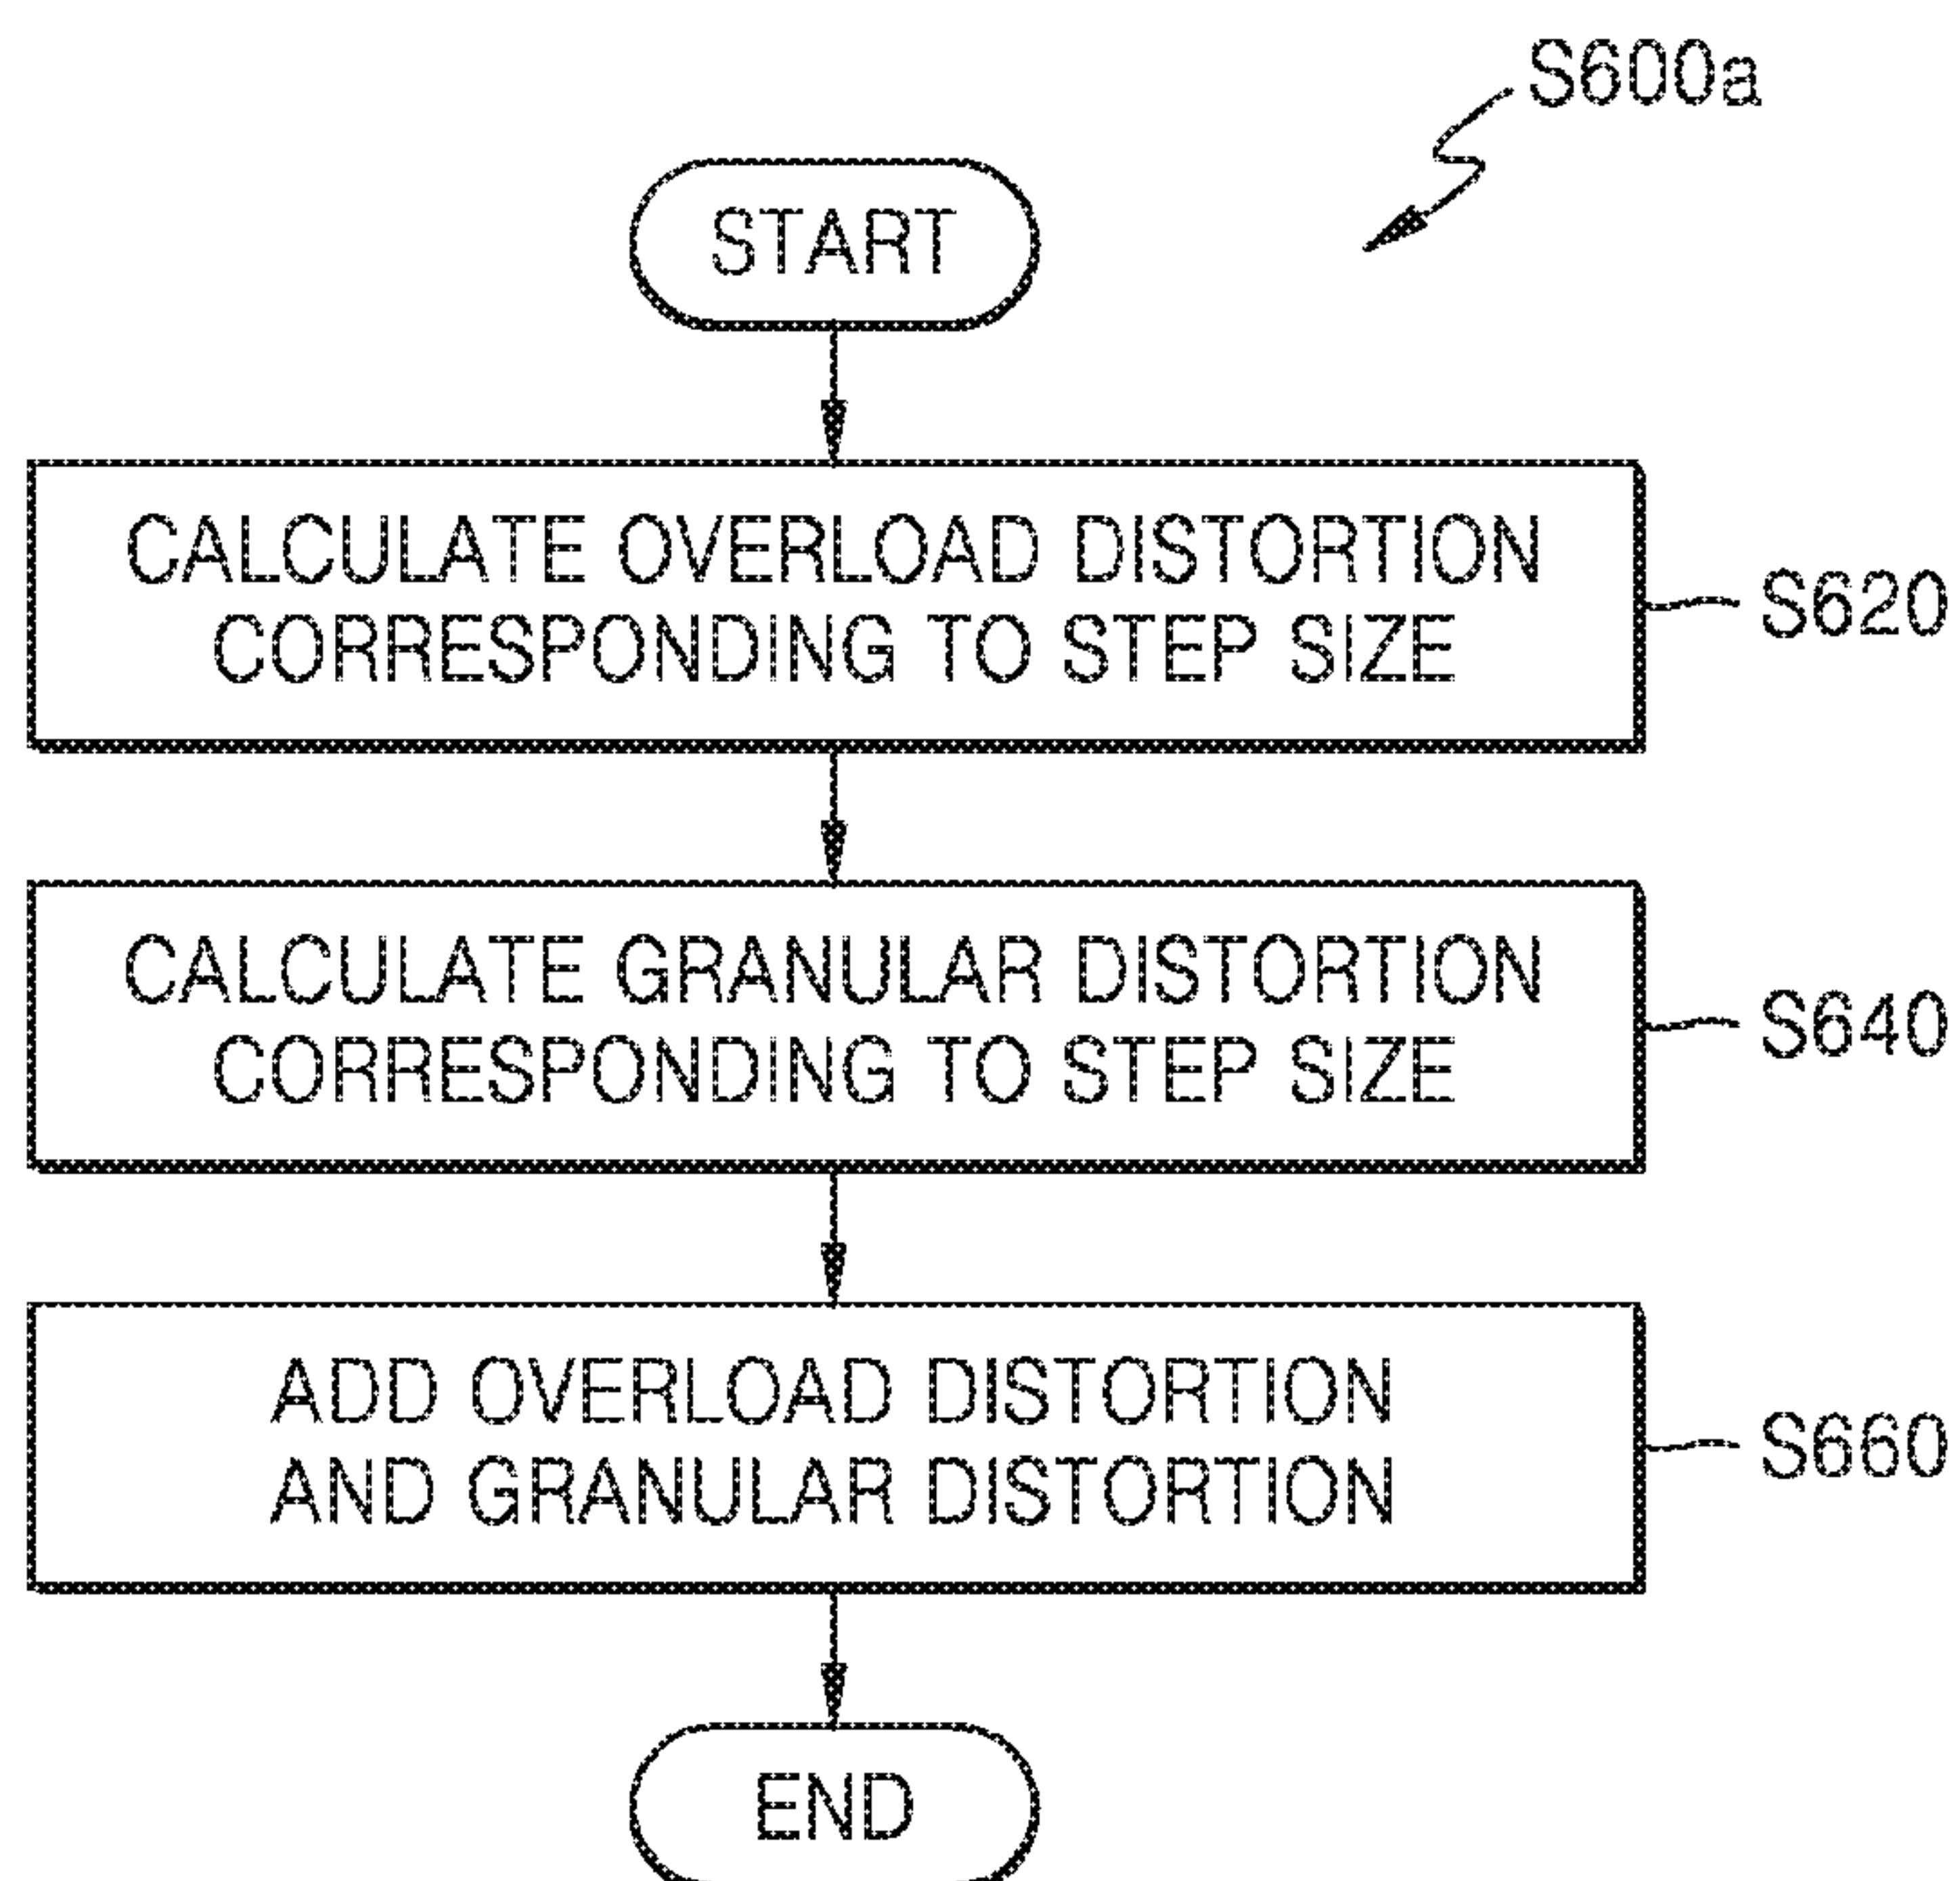 S600a
START
CALCULATE OVERLOAD DISTORTION
CORRESPONDING TO STEP SIZE
S620
CALCULATE GRANULAR DISTORTION
CORRESPONDING TO STEP SIZE
S640
ADD OVERLOAD DISTORTION
AND GRANULAR DISTORTION
S660
END